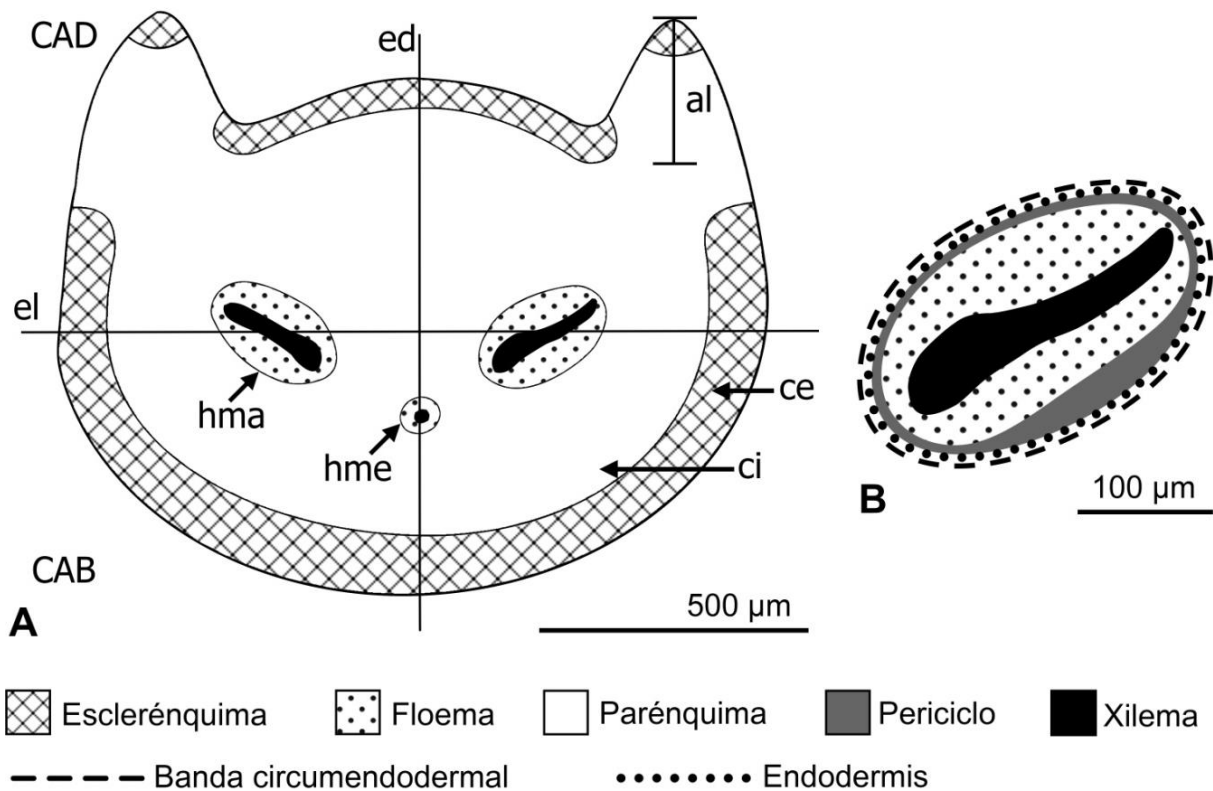 CAD
ed
al
el
hma
hme
ce
ci
CAB
A
500 µm
B
100 µm
Esclerénquima
Floema
Parénquima
Periciclo
Xilema
Banda circumendodermal
Endodermis